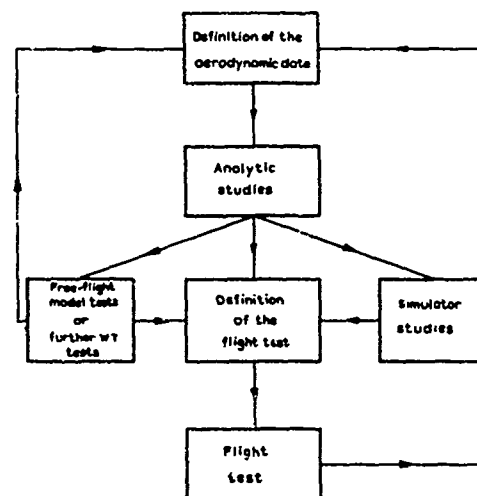 Definition of the
aerodynamic data
Analytic
studies
Free-flight
model tests
or
further WT
tests
Definition
of the
flight test
Simulator
studies
Flight
test